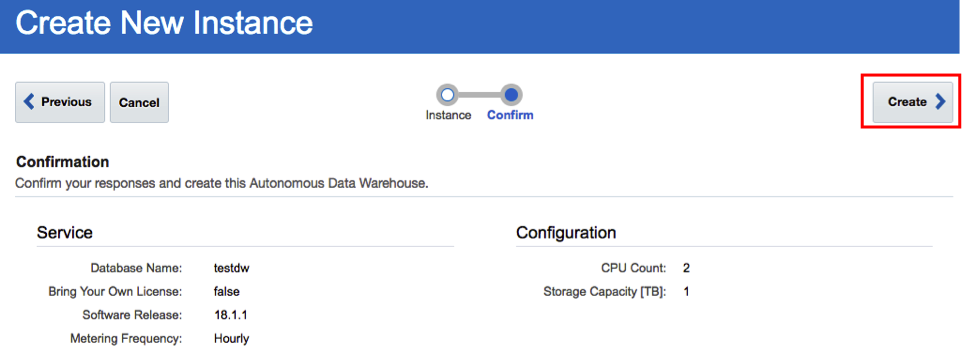 Create New Instance
Previous
Cancel
Instance
Confirm
Create
Confirmation
Confirm your responses and create this Autonomous Data Warehouse.
Service
Database Name: testdw
Bring Your Own License: false
Software Release: 18.1.1
Metering Frequency: Hourly
Configuration
CPU Count: 2
Storage Capacity [TB]: 1